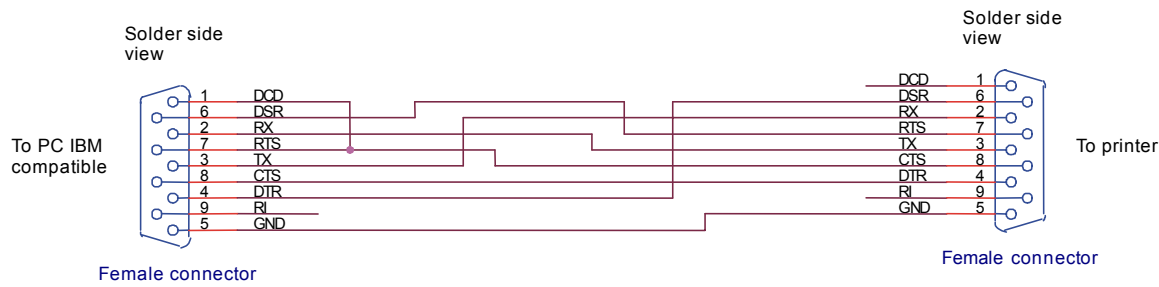 Solder side
view
To PC IBM
compatible
1 DCD
6 DSR
2 RX
7 RTS
3 TX
8 CTS
4 DTR
9 RI
5 GND
Female connector
Solder side
view
DCD 1
DSR 6
RX 2
RTS 7
TX 3
CTS 8
DTR 4
RI 9
GND 5
To printer
Female connector